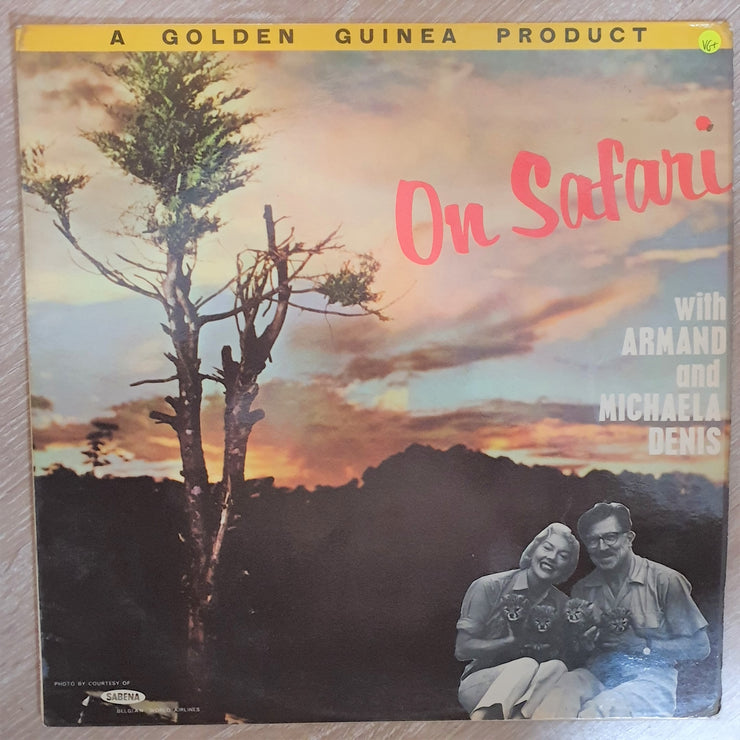 A GOLDEN GUINEA PRODUCT
VG+
On Safari
with
ARMAND
and
MICHAELA
DENIS
PHOTO BY COURTESY OF
SABENA
BELGIAN WORLD AIRLINES